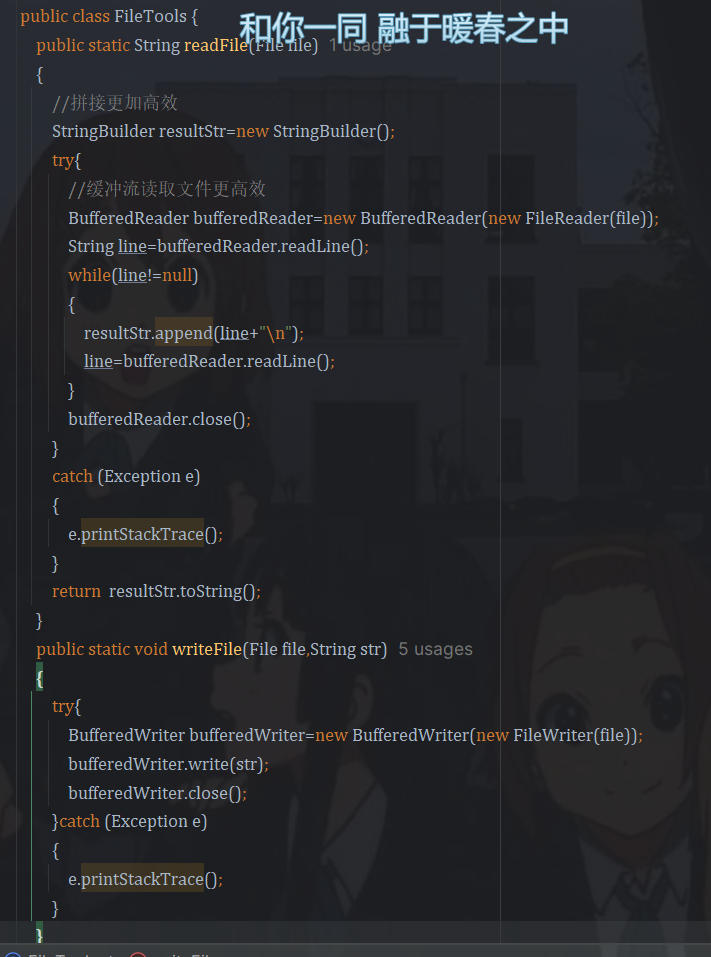 和你一同 融于暖春之中
public class FileTools {
public static String readFile(File file) 1 usage
{
//拼接更加高效
StringBuilder resultStr=new StringBuilder();
try{
//缓冲流读取文件更高效
BufferedReader bufferedReader=new BufferedReader(new FileReader(file));
String line=bufferedReader.readLine();
while(line!=null)
{
resultStr.append(line+"\n");
line=bufferedReader.readLine();
}
bufferedReader.close();
}
catch (Exception e)
{
e.printStackTrace();
}
return resultStr.toString();
}
public static void writeFile(File file,String str) 5 usages
{
try{
BufferedWriter bufferedWriter=new BufferedWriter(new FileWriter(file));
bufferedWriter.write(str);
bufferedWriter.close();
}catch (Exception e)
{
e.printStackTrace();
}
}